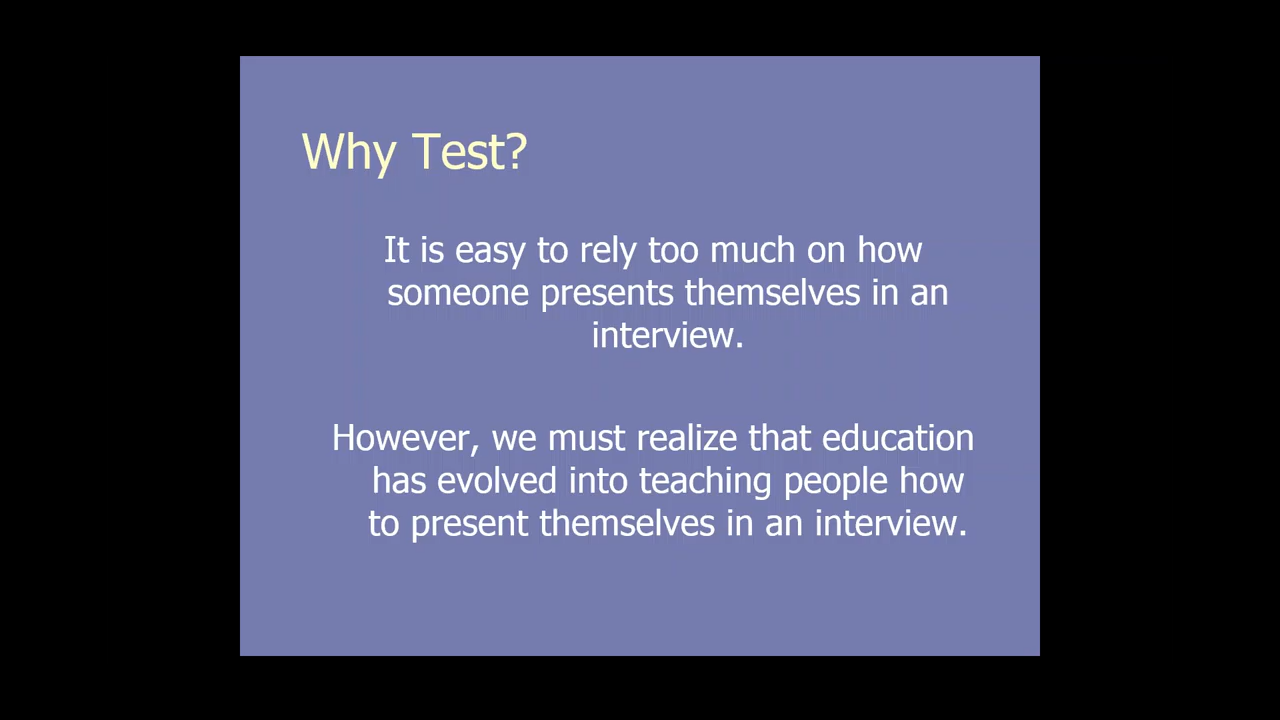 Why Test?
It is easy to rely too much on how
someone presents themselves in an
interview.
However, we must realize that education
has evolved into teaching people how
to present themselves in an interview.